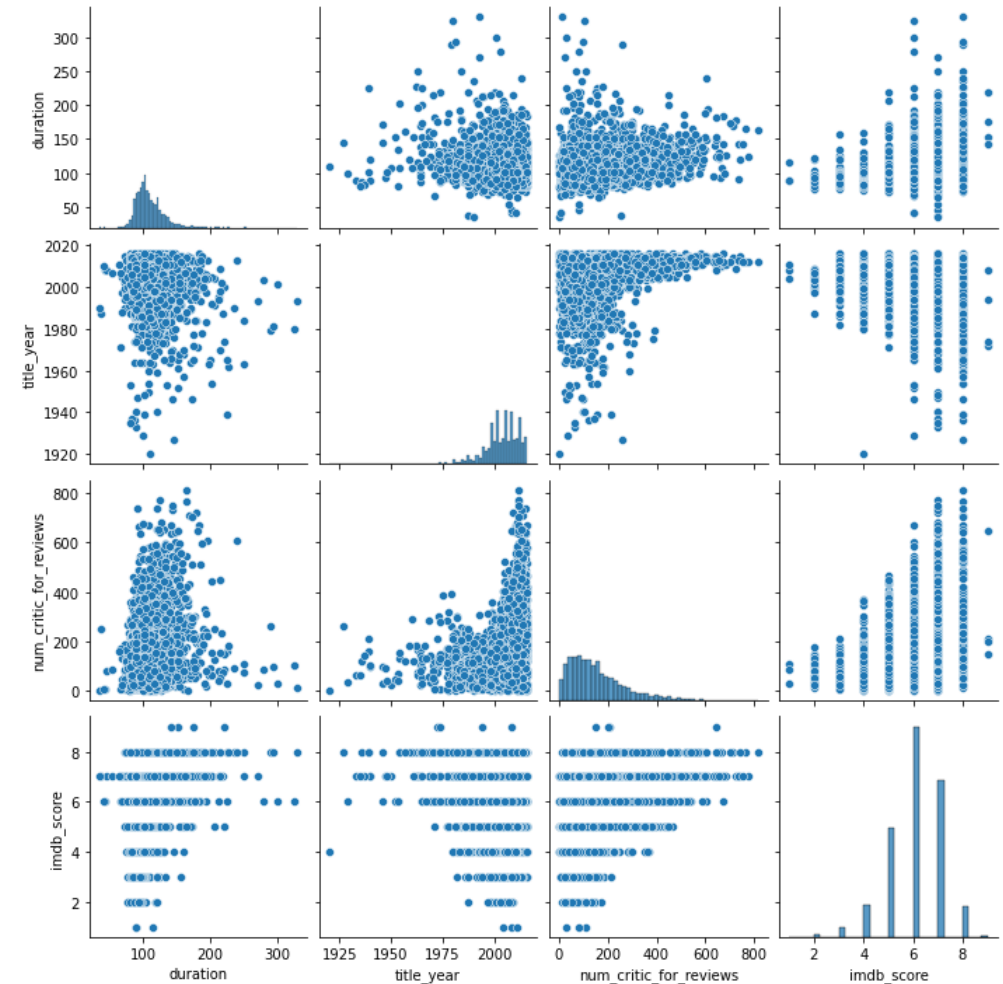 300
250
200
150
100
50
duration
2020
2000
1980
1960
1940
1920
title_year
800
600
400
200
0
num_critic_for_reviews
8
6
4
2
imdb_score
100 200 300
duration
1925 1950 1975 2000
title_year
0 200 400 600 800
num_critic_for_reviews
2 4 6 8
imdb_score